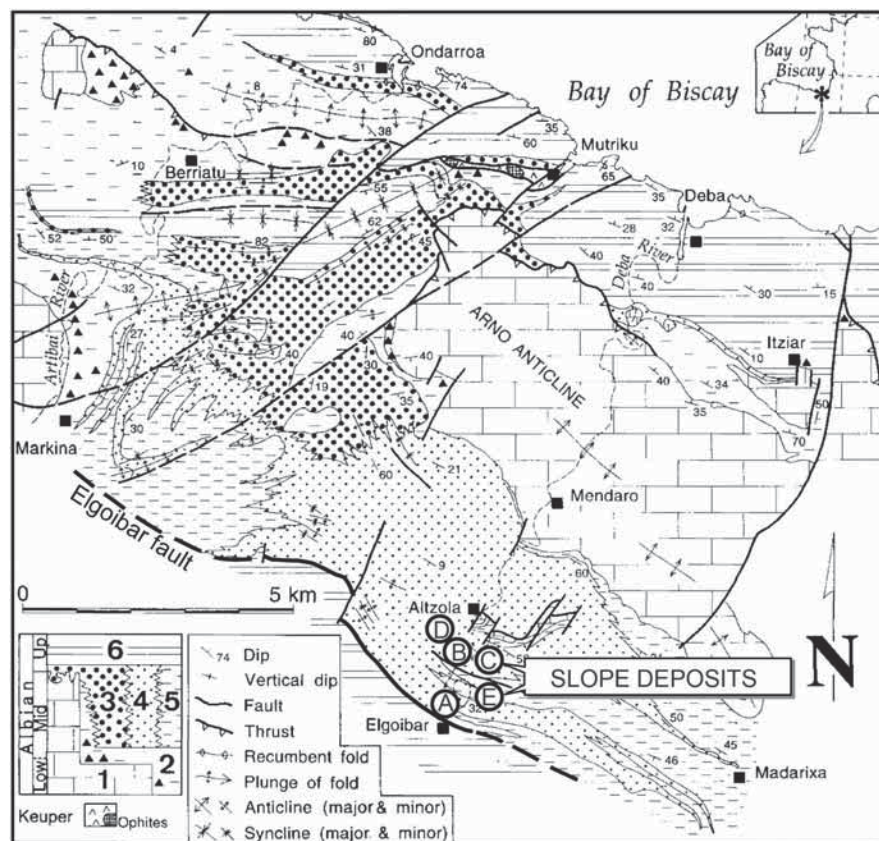 Ondarroa
Bay of
Biscay
Bay of Biscay
Mutriku
Berriatu
Deba
Deba
River
Itziar
Artibai
River
ARNO ANTICLINE
Markina
Mendaro
Elgoibar fault
0 5 km
Altzola
D
B
C
A
E
SLOPE DEPOSITS
N
Elgoibar
Madarixa
80
4
31
74
8
38
60
35
10
55
65
62
35
28
32
52
50
82
45
40
40
32
30
15
27
40
40
40
10
34
40
30
19
35
35
50
70
30
60
21
9
60
50
45
46
Albian
Up
Mid
Low
6
3
4
5
1
2
Keuper
Ophites
74 Dip
Vertical dip
Fault
Thrust
Recumbent fold
Plunge of fold
Anticline (major & minor)
Syncline (major & minor)